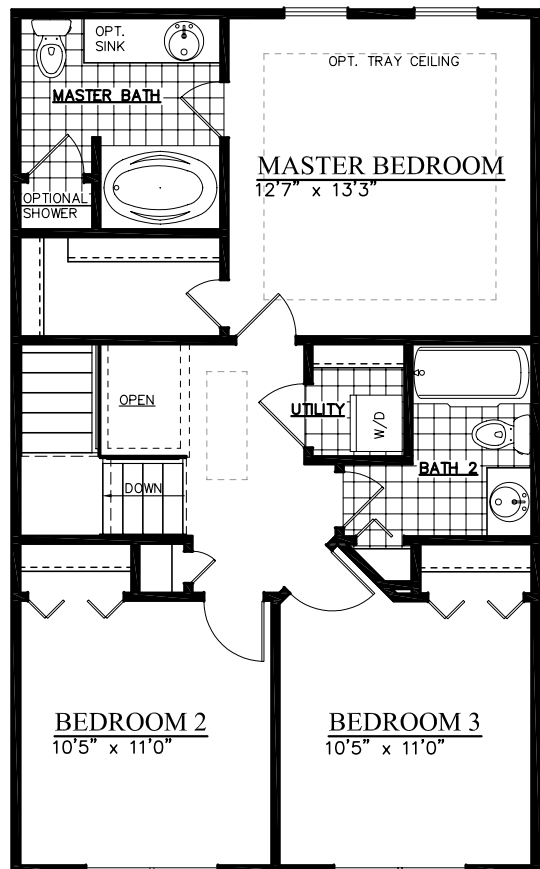 OPT.
SINK
OPT. TRAY CEILING
MASTER BATH
MASTER BEDROOM
12'7" x 13'3"
OPTIONAL
SHOWER
OPEN
UTILITY
W/D
BATH 2
DOWN
BEDROOM 2
10'5" x 11'0"
BEDROOM 3
10'5" x 11'0"